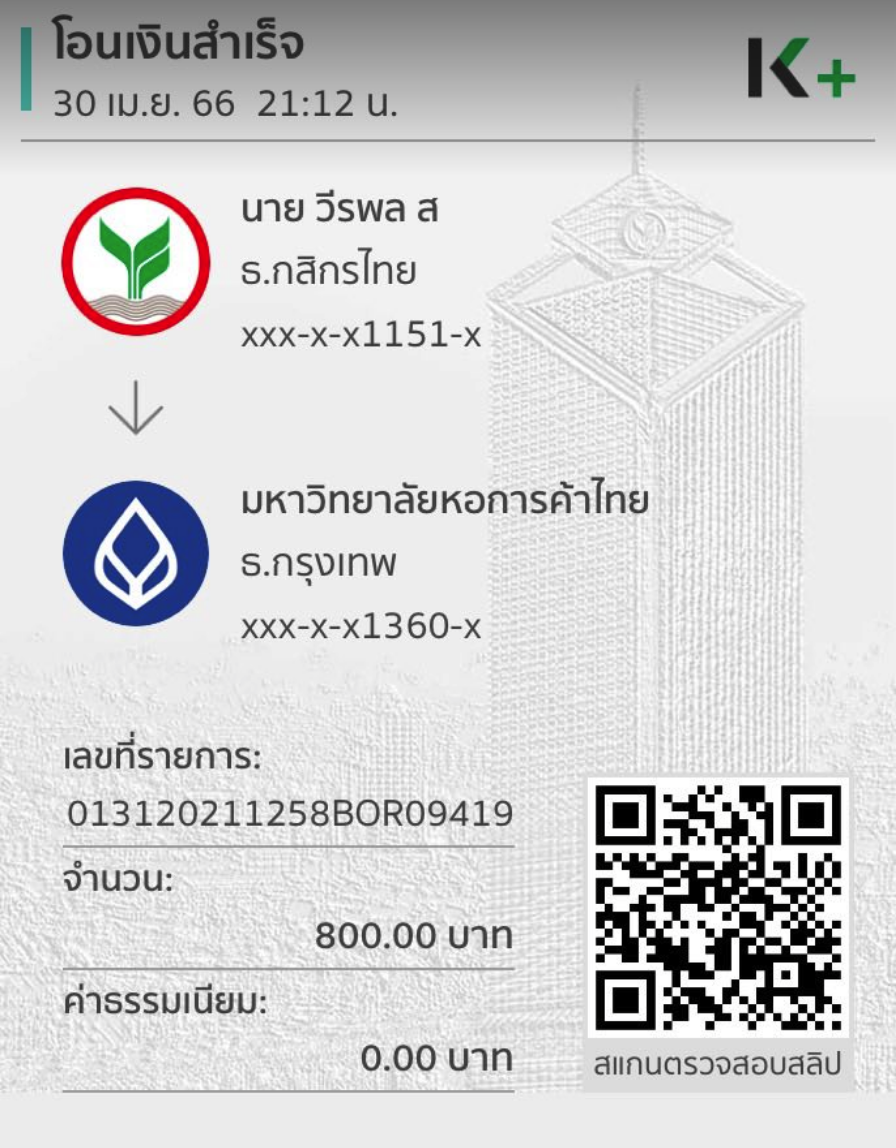 โอนเงินสำเร็จ
30 เม.ย. 66 21:12 น.
K+
นาย วีรพล ส
ธ.กสิกรไทย
xxx-x-x1151-x
มหาวิทยาลัยหอการค้าไทย
ธ.กรุงเทพ
xxx-x-x1360-x
เลขที่รายการ:
013120211258BOR09419
จำนวน:
800.00 บาท
ค่าธรรมเนียม:
0.00 บาท
สแกนตรวจสอบสลิป